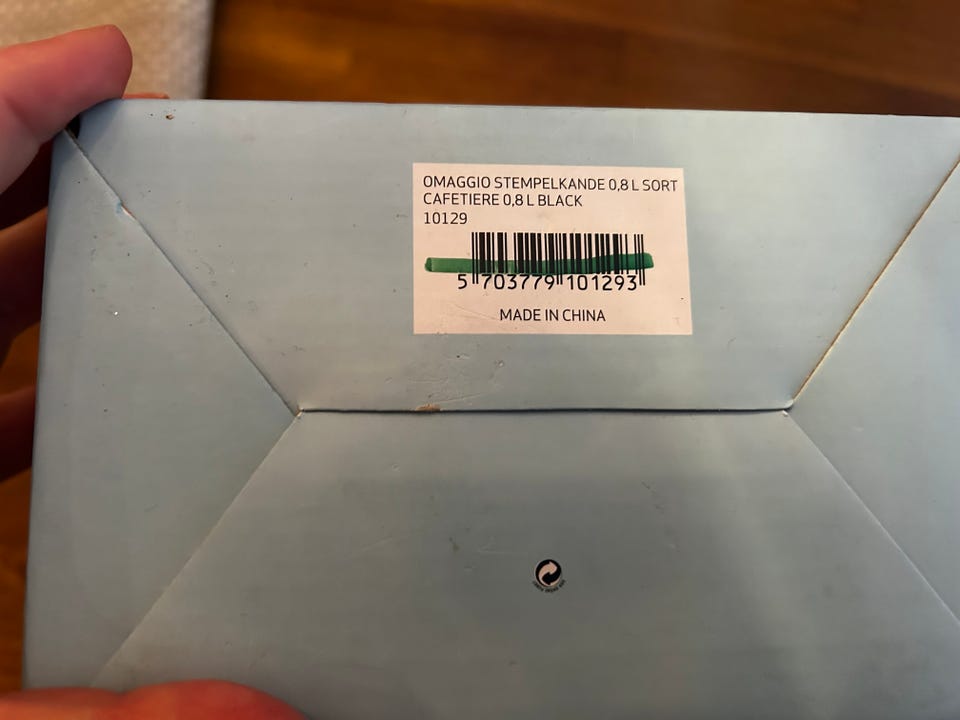 OMAGGIO STEMPELKANDE 0,8 L SORT
CAFETIERE 0,8 L BLACK
10129
5 703779 101293
MADE IN CHINA